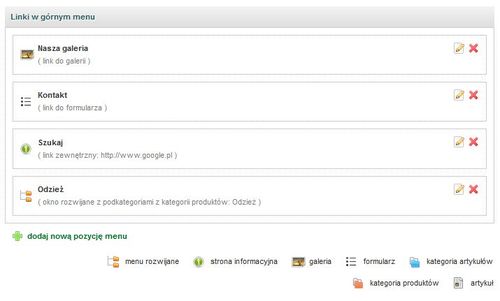 Linki w górnym menu
Nasza galeria
( link do galerii )
Kontakt
( link do formularza )
Szukaj
( link zewnętrzny: http://www.google.pl )
Odzież
( okno rozwijane z podkategoriami z kategorii produktów: Odzież )
dodaj nową pozycję menu
menu rozwijane strona informacyjna galeria formularz kategoria artykułów
kategoria produktów artykuł